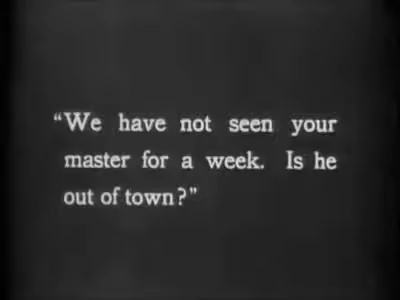 “We have not seen your
master for a week. Is he
out of town?”